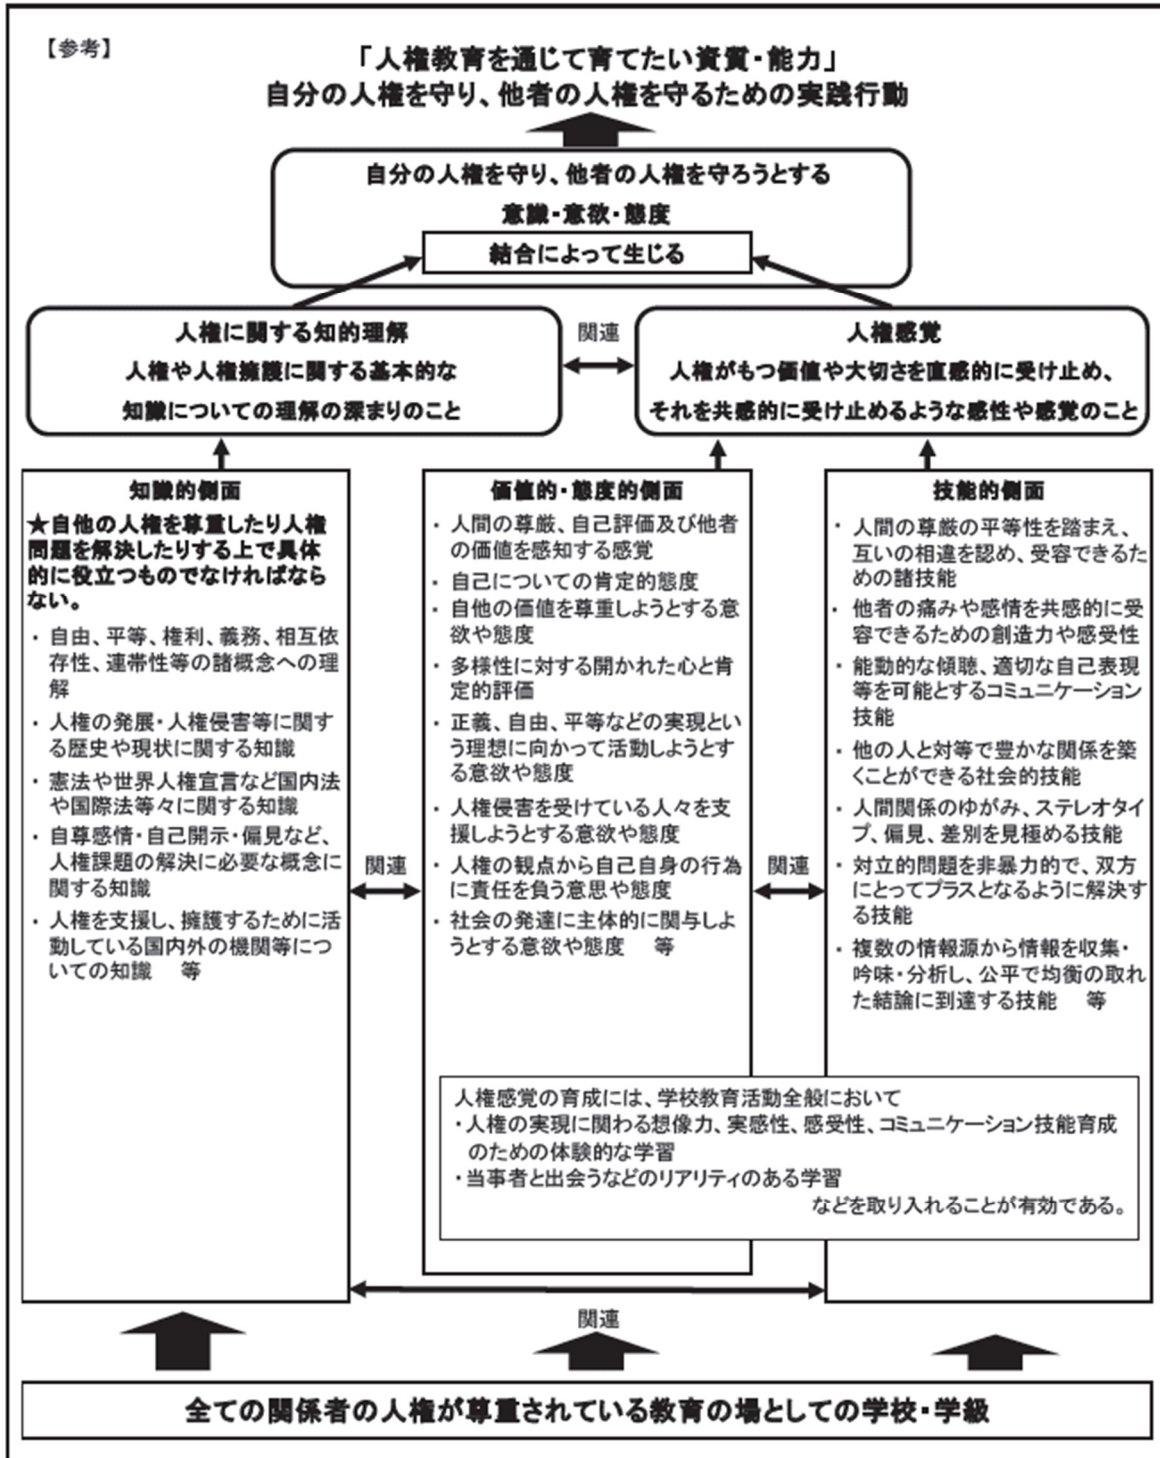 【参考】
「人権教育を通じて育てたい資質・能力」
自分の人権を守り、他者の人権を守るための実践行動
自分の人権を守り、他者の人権を守ろうとする
意識・意欲・態度
結合によって生じる
人権に関する知的理解
人権や人権擁護に関する基本的な
知識についての理解の深まりのこと
関連
人権感覚
人権がもつ価値や大切さを直感的に受け止め、
それを共感的に受け止めるような感性や感覚のこと
知識的側面
★自他の人権を尊重したり人権
問題を解決したりする上で具体
的に役立つものでなければなら
ない。
・自由、平等、権利、義務、相互依
存性、連帯性等の諸概念への理
解
・人権の発展・人権侵害等に関す
る歴史や現状に関する知識
・憲法や世界人権宣言など国内法
や国際法等々に関する知識
・自尊感情・自己開示・偏見など、
人権課題の解決に必要な概念に
関する知識
・人権を支援し、擁護するために活
動している国内外の機関等につ
いての知識 等
関連
価値的・態度的側面
・人間の尊厳、自己評価及び他者
の価値を感知する感覚
・自己についての肯定的態度
・自他の価値を尊重しようとする意
欲や態度
・多様性に対する開かれた心と肯
定的評価
・正義、自由、平等などの実現とい
う理想に向かって活動しようとす
る意欲や態度
・人権侵害を受けている人々を支
援しようとする意欲や態度
・人権の観点から自己自身の行為
に責任を負う意思や態度
・社会の発達に主体的に関与しよ
うとする意欲や態度 等
関連
技能的側面
・人間の尊厳の平等性を踏まえ、
互いの相違を認め、受容できるた
めの諸技能
・他者の痛みや感情を共感的に受
容できるための創造力や感受性
・能動的な傾聴、適切な自己表現
等を可能とするコミュニケーション
技能
・他の人と対等で豊かな関係を築
くことができる社会的技能
・人間関係のゆがみ、ステレオタイ
プ、偏見、差別を見極める技能
・対立的問題を非暴力的で、双方
にとってプラスとなるように解決す
る技能
・複数の情報源から情報を収集・
吟味・分析し、公平で均衡の取れ
た結論に到達する技能 等
人権感覚の育成には、学校教育活動全般において
・人権の実現に関わる想像力、実感性、感受性、コミュニケーション技能育成
のための体験的な学習
・当事者と出会うなどのリアリティのある学習
などを取り入れることが有効である。
関連
全ての関係者の人権が尊重されている教育の場としての学校・学級